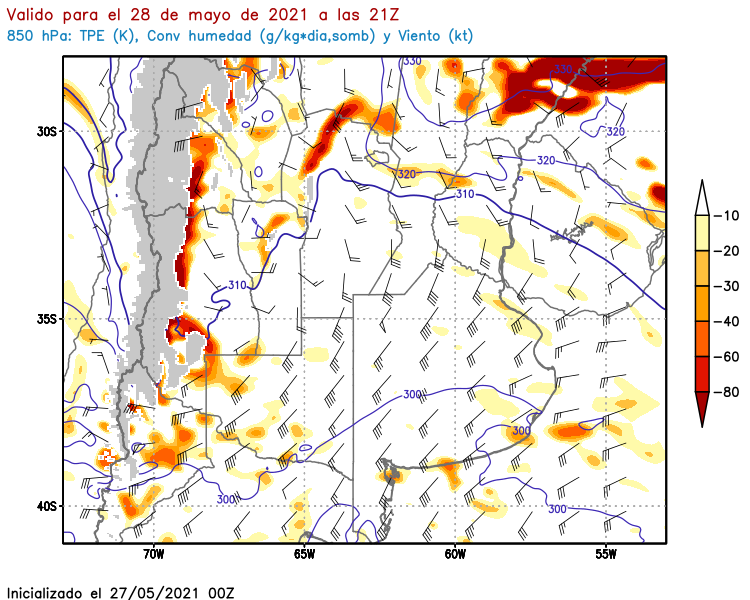 Valido para el 28 de mayo de 2021 a las 21Z
850 hPa: TPE (K), Conv humedad (g/kg*dia,somb) y Viento (kt)
330
330
320
30S
320
320
310
310
35S
300
300
300
300
40S
70W
65W
60W
55W
-10
-20
-30
-40
-60
-80
Inicializado el 27/05/2021 00Z